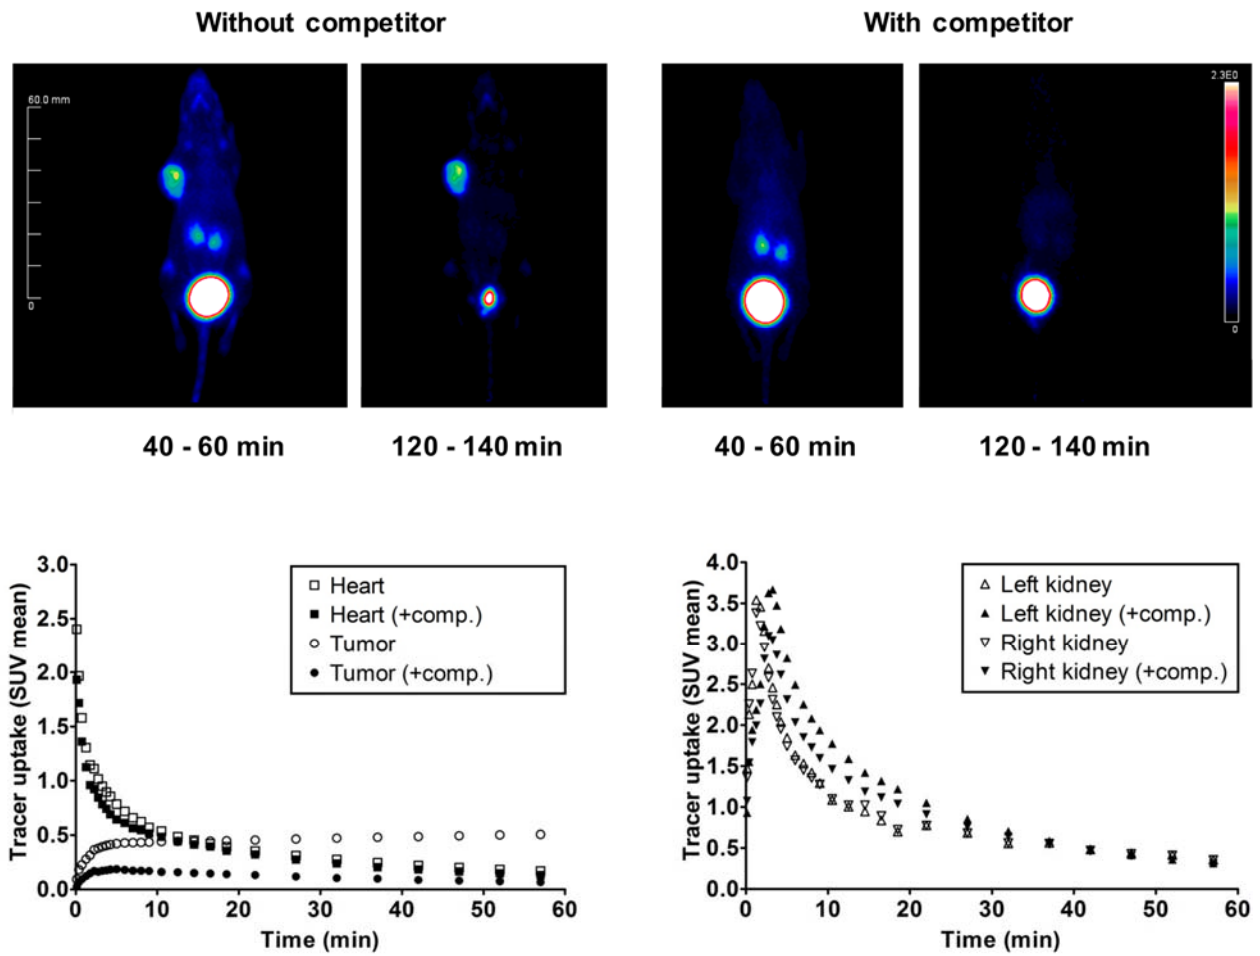 Without competitor
With competitor
60.0 mm
0
2.3E0
0
40 - 60 min
120 - 140 min
40 - 60 min
120 - 140 min
Tracer uptake (SUV mean)
3.0
2.5
2.0
1.5
1.0
0.5
0.0
0
10
20
30
40
50
60
Time (min)
Heart
Heart (+comp.)
Tumor
Tumor (+comp.)
Tracer uptake (SUV mean)
4.0
3.5
3.0
2.5
2.0
1.5
1.0
0.5
0.0
0
10
20
30
40
50
60
Time (min)
Left kidney
Left kidney (+comp.)
Right kidney
Right kidney (+comp.)